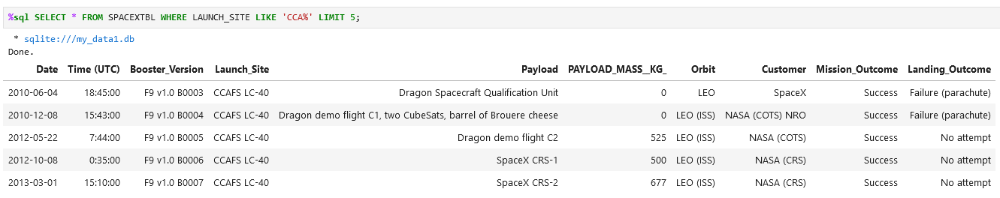 %sql SELECT * FROM SPACEXTBL WHERE LAUNCH_SITE LIKE 'CCA%' LIMIT 5;
* sqlite:///my_data1.db
Done.
Date Time (UTC) Booster_Version Launch_Site Payload PAYLOAD_MASS__KG_ Orbit Customer Mission_Outcome Landing_Outcome
2010-06-04 18:45:00 F9 v1.0 B0003 CCAFS LC-40 Dragon Spacecraft Qualification Unit 0 LEO SpaceX Success Failure (parachute)
2010-12-08 15:43:00 F9 v1.0 B0004 CCAFS LC-40 Dragon demo flight C1, two CubeSats, barrel of Brouere cheese 0 LEO (ISS) NASA (COTS) NRO Success Failure (parachute)
2012-05-22 7:44:00 F9 v1.0 B0005 CCAFS LC-40 Dragon demo flight C2 525 LEO (ISS) NASA (COTS) Success No attempt
2012-10-08 0:35:00 F9 v1.0 B0006 CCAFS LC-40 SpaceX CRS-1 500 LEO (ISS) NASA (CRS) Success No attempt
2013-03-01 15:10:00 F9 v1.0 B0007 CCAFS LC-40 SpaceX CRS-2 677 LEO (ISS) NASA (CRS) Success No attempt